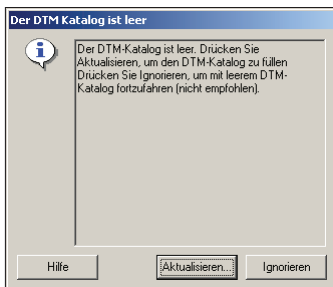 Der DTM Katalog ist leer
Der DTM-Katalog ist leer. Drücken Sie
Aktualisieren, um den DTM-Katalog zu füllen
Drücken Sie Ignorieren, um mit leerem DTM-
Katalog fortzufahren (nicht empfohlen).
Hilfe
Aktualisieren...
Ignorieren